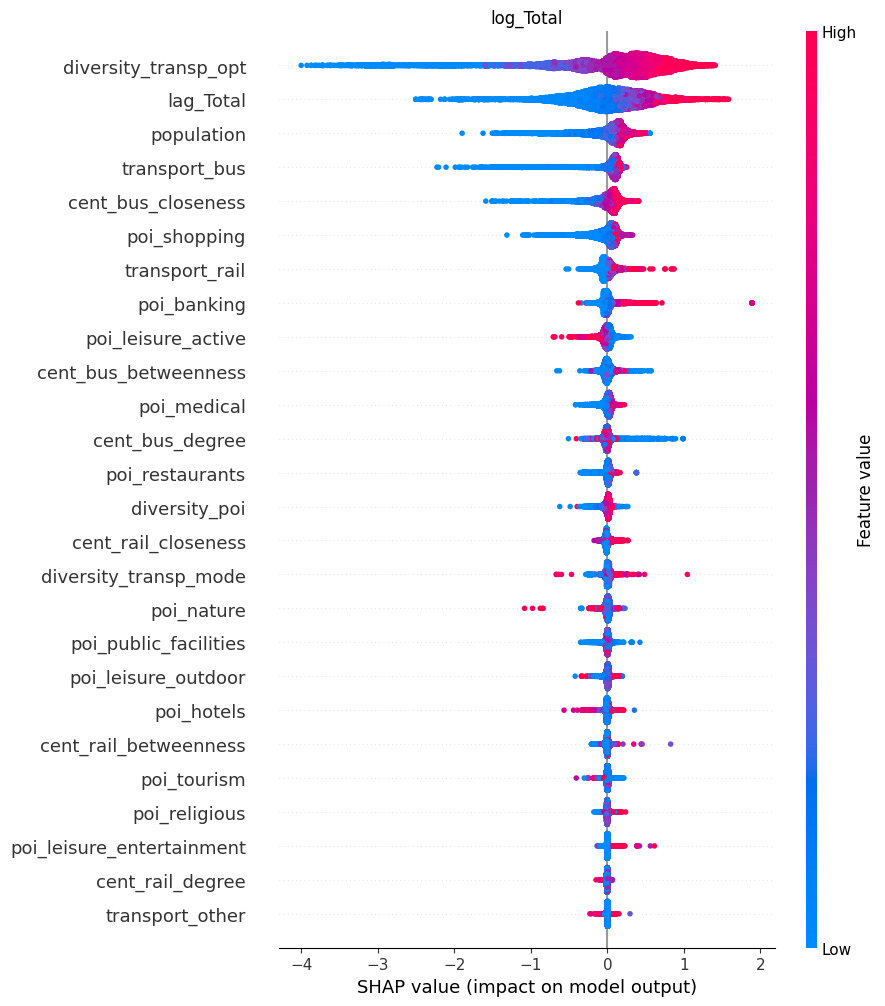 log_Total
High
diversity_transp_opt
lag_Total
population
transport_bus
cent_bus_closeness
poi_shopping
transport_rail
poi_banking
poi_leisure_active
cent_bus_betweenness
poi_medical
cent_bus_degree
poi_restaurants
diversity_poi
cent_rail_closeness
diversity_transp_mode
poi_nature
poi_public_facilities
poi_leisure_outdoor
poi_hotels
cent_rail_betweenness
poi_tourism
poi_religious
poi_leisure_entertainment
cent_rail_degree
transport_other
Feature value
Low
−4 −3 −2 −1 0 1 2
SHAP value (impact on model output)